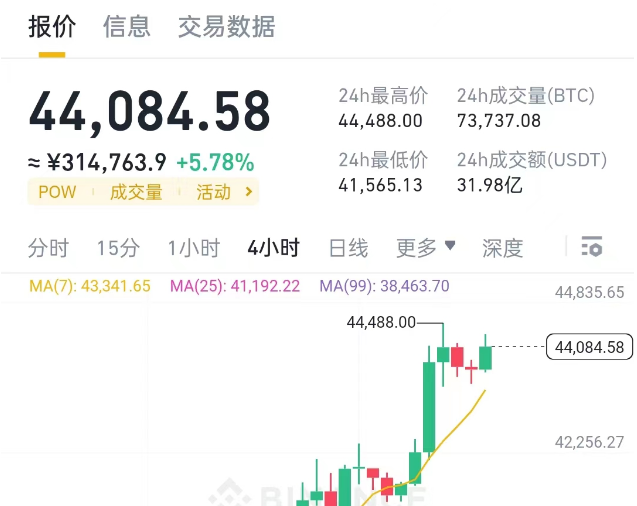 报价 信息 交易数据
44,084.58
24h最高价 24h成交量(BTC)
44,488.00 73,737.08
≈ ¥314,763.9 +5.78%
24h最低价 24h成交额(USDT)
41,565.13 31.98亿
POW 成交量 活动
分时 15分 1小时 4小时 日线 更多 深度
MA(7): 43,341.65 MA(25): 41,192.22 MA(99): 38,463.70
44,835.65
44,488.00
44,084.58
42,256.27
BINANCE